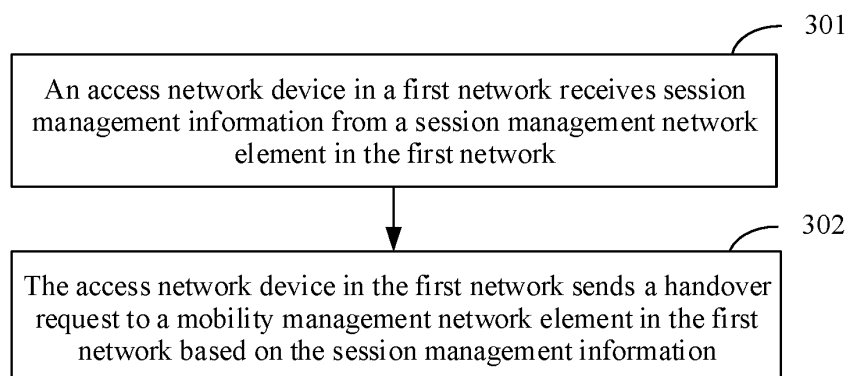 301
An access network device in a first network receives session
management information from a session management network
element in the first network
302
The access network device in the first network sends a handover
request to a mobility management network element in the first
network based on the session management information